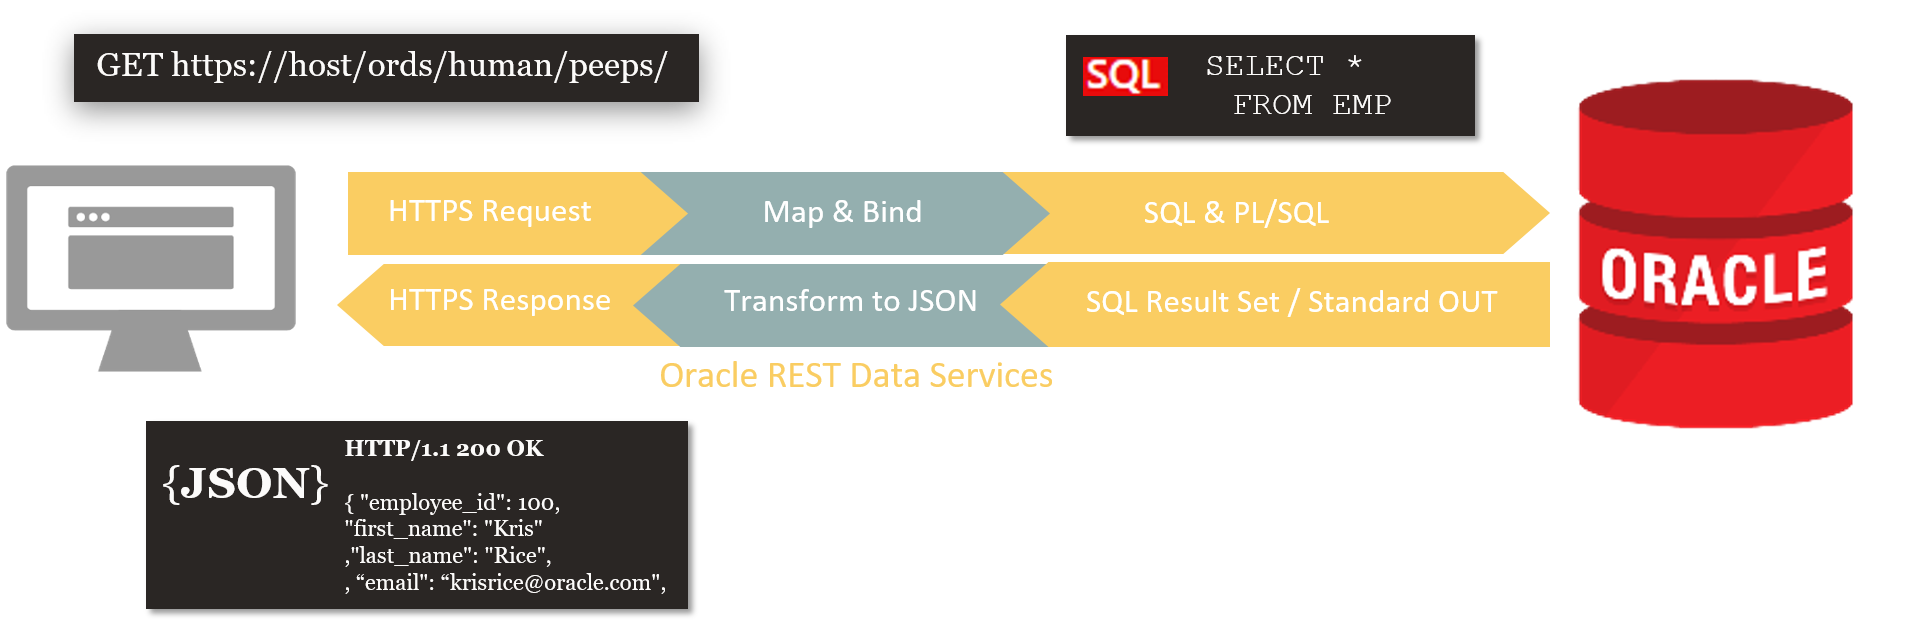 GET https://host/ords/human/peeps/
SQL
SELECT *
FROM EMP
HTTPS Request
Map & Bind
SQL & PL/SQL
HTTPS Response
Transform to JSON
SQL Result Set / Standard OUT
ORACLE
Oracle REST Data Services
{JSON}
HTTP/1.1 200 OK
{ "employee_id": 100,
"first_name": "Kris"
,"last_name": "Rice",
, “email": “krisrice@oracle.com",